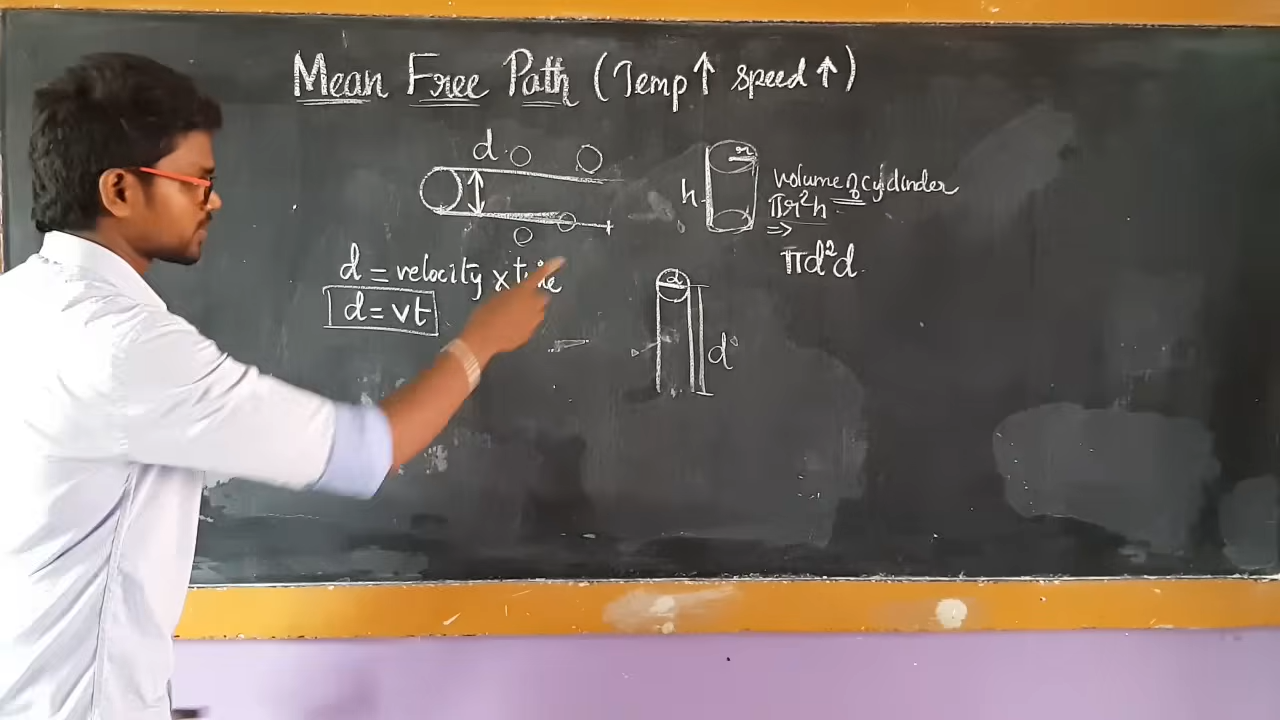 Mean Free Path (Temp ↑ speed ↑)
d
h
r
volume of cylinder
πr²h
=>
πd²d
d = velocity x time
d = vt
d
d